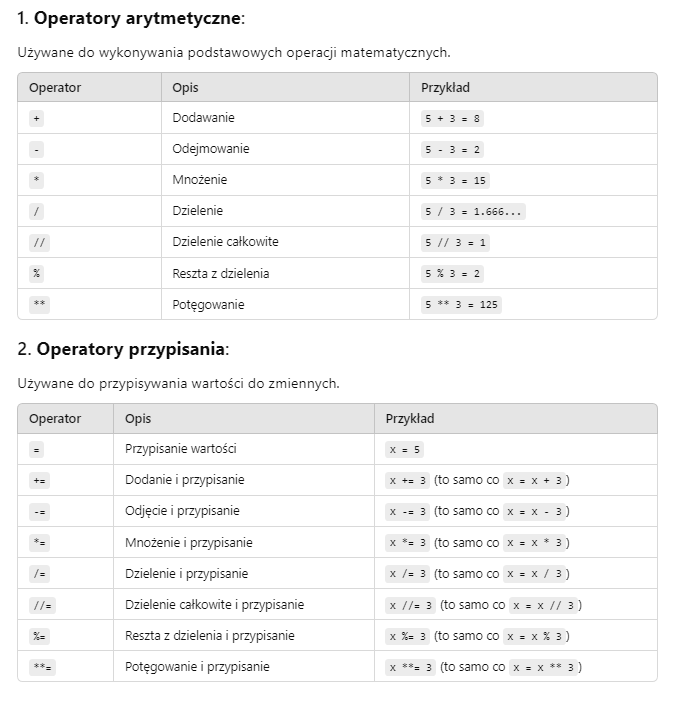 1. Operatory arytmetyczne:
Używane do wykonywania podstawowych operacji matematycznych.
Operator Opis Przykład
+ Dodawanie 5 + 3 = 8
- Odejmowanie 5 - 3 = 2
* Mnożenie 5 * 3 = 15
/ Dzielenie 5 / 3 = 1.666...
// Dzielenie całkowite 5 // 3 = 1
% Reszta z dzielenia 5 % 3 = 2
** Potęgowanie 5 ** 3 = 125
2. Operatory przypisania:
Używane do przypisywania wartości do zmiennych.
Operator Opis Przykład
= Przypisanie wartości x = 5
+= Dodanie i przypisanie x += 3 (to samo co x = x + 3)
-= Odjęcie i przypisanie x -= 3 (to samo co x = x - 3)
*= Mnożenie i przypisanie x *= 3 (to samo co x = x * 3)
/= Dzielenie i przypisanie x /= 3 (to samo co x = x / 3)
//= Dzielenie całkowite i przypisanie x //= 3 (to samo co x = x // 3)
%= Reszta z dzielenia i przypisanie x %= 3 (to samo co x = x % 3)
**= Potęgowanie i przypisanie x **= 3 (to samo co x = x ** 3)